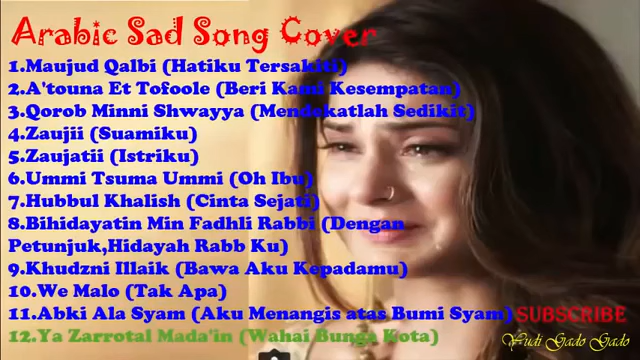 Arabic Sad Song Cover
1.Maujud Qalbi (Hatiku Tersakiti)
2.A'touna Et Tofoole (Beri Kami Kesempatan)
3.Qorob Minni Shwayya (Mendekatlah Sedikit)
4.Zaujii (Suamiku)
5.Zaujatii (Istriku)
6.Ummi Tsuma Ummi (Oh Ibu)
7.Hubbul Khalish (Cinta Sejati)
8.Bihidayatin Min Fadhli Rabbi (Dengan
Petunjuk,Hidayah Rabb Ku)
9.Khudzni Illaik (Bawa Aku Kepadamu)
10.We Malo (Tak Apa)
11.Abki Ala Syam (Aku Menangis atas Bumi Syam) SUBSCRIBE
12.Ya Zarrotal Mada'in (Wahai Bunga Kota) Yudi Gado Gado